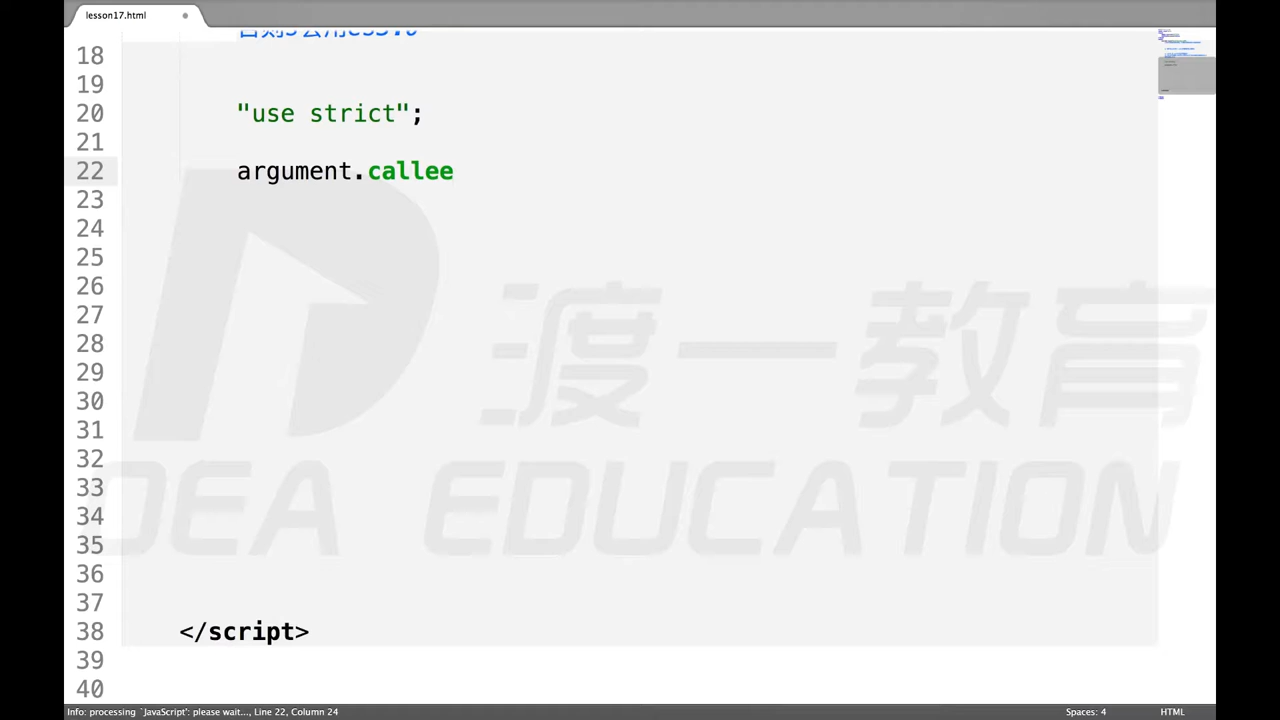 lesson17.html
18
19
20 "use strict";
21
22 argument.callee
23
24
25
26
27
28
29
30
31
32
33
34
35
36
37
38 </script>
39
40
渡一教育
IDEA EDUCATION
Info: processing `JavaScript': please wait..., Line 22, Column 24
Spaces: 4
HTML